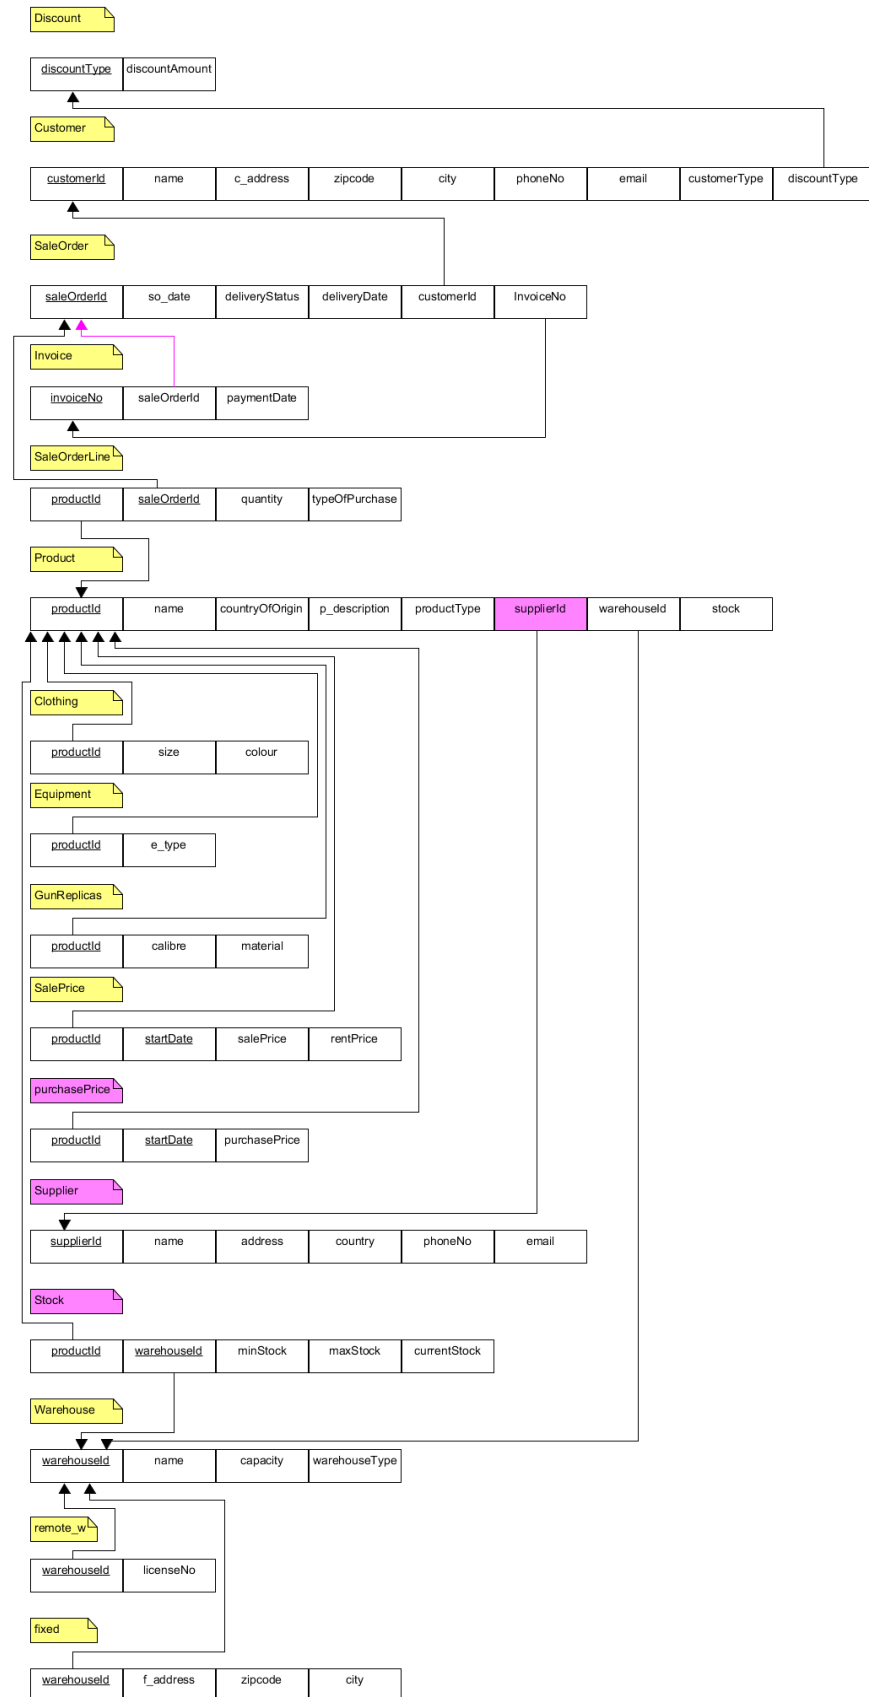 Discount
discountType discountAmount
Customer
customerId name c_address zipcode city phoneNo email customerType discountType
SaleOrder
saleOrderId so_date deliveryStatus deliveryDate customerId InvoiceNo
Invoice
invoiceNo saleOrderId paymentDate
SaleOrderLine
productId saleOrderId quantity typeOfPurchase
Product
productId name countryOfOrigin p_description productType supplierId warehouseId stock
Clothing
productId size colour
Equipment
productId e_type
GunReplicas
productId calibre material
SalePrice
productId startDate salePrice rentPrice
purchasePrice
productId startDate purchasePrice
Supplier
supplierId name address country phoneNo email
Stock
productId warehouseId minStock maxStock currentStock
Warehouse
warehouseId name capacity warehouseType
remote_w
warehouseId licenseNo
fixed
warehouseId f_address zipcode city